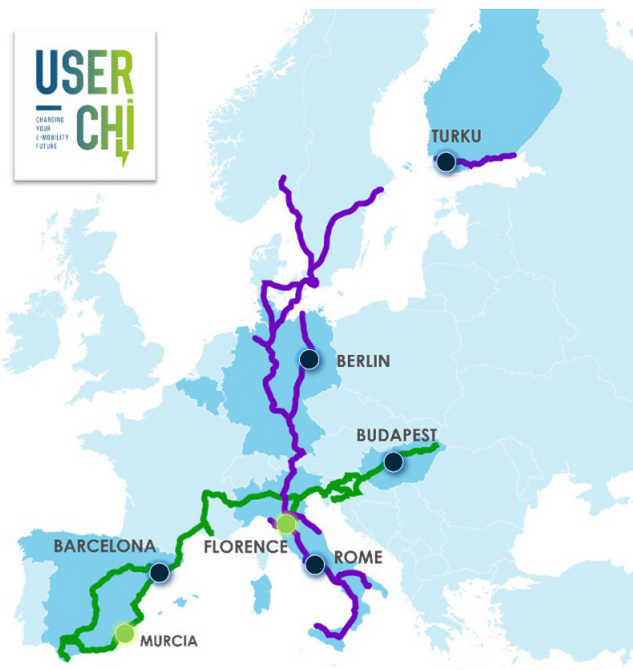 USER
CHI
CHARGING
YOUR
E-MOBILITY
FUTURE
TURKU
BERLIN
BUDAPEST
BARCELONA
FLORENCE
ROME
MURCIA